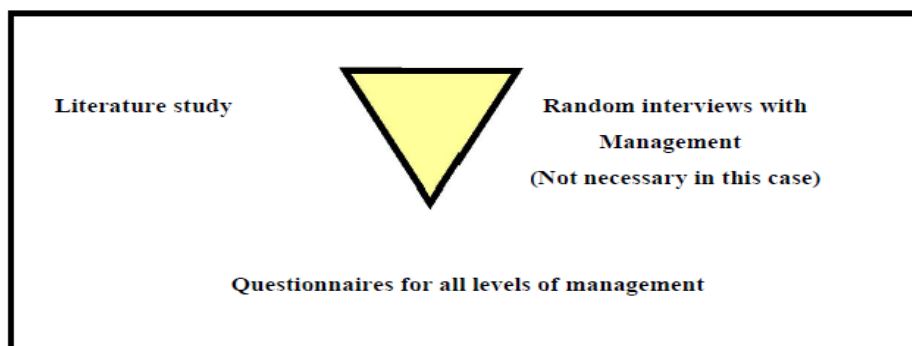 Literature study
Random interviews with
Management
(Not necessary in this case)
Questionnaires for all levels of management